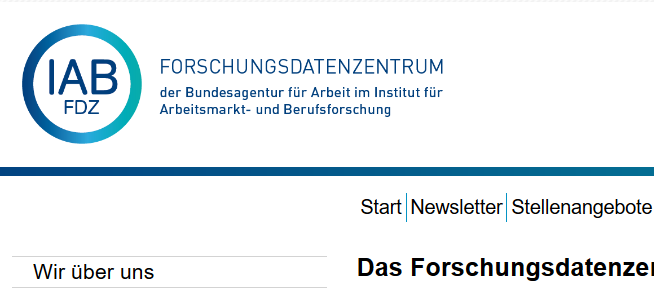 IAB
FDZ
FORSCHUNGSDATENZENTRUM
der Bundesagentur für Arbeit im Institut für
Arbeitsmarkt- und Berufsforschung
Start Newsletter Stellenangebote
Wir über uns
Das